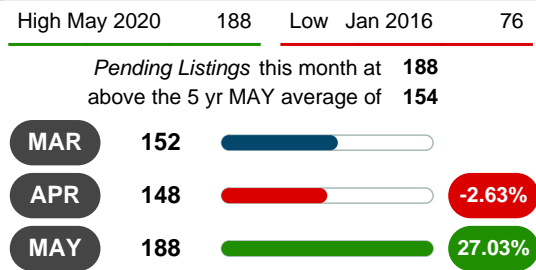 High May 2020 188 Low Jan 2016 76
Pending Listings this month at 188
above the 5 yr MAY average of 154
MAR 152
APR 148 -2.63%
MAY 188 27.03%